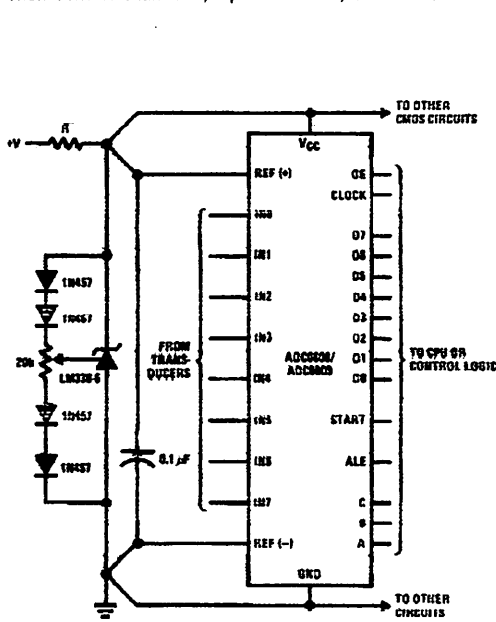 TO OTHER
CMOS CIRCUITS
R
+V
VCC
REF (+)
OE
CLOCK
IN0
IN1
IN2
IN3
IN4
IN5
IN6
IN7
D7
D6
D5
D4
D3
D2
D1
D0
1N457
1N457
20k
FROM
TRANS-
DUCERS
ADC0808/
ADC0809
TO CPU OR
CONTROL LOGIC
1N457
0.1 μF
1N457
START
ALE
C
B
A
REF (–)
GND
TO OTHER
CIRCUITS